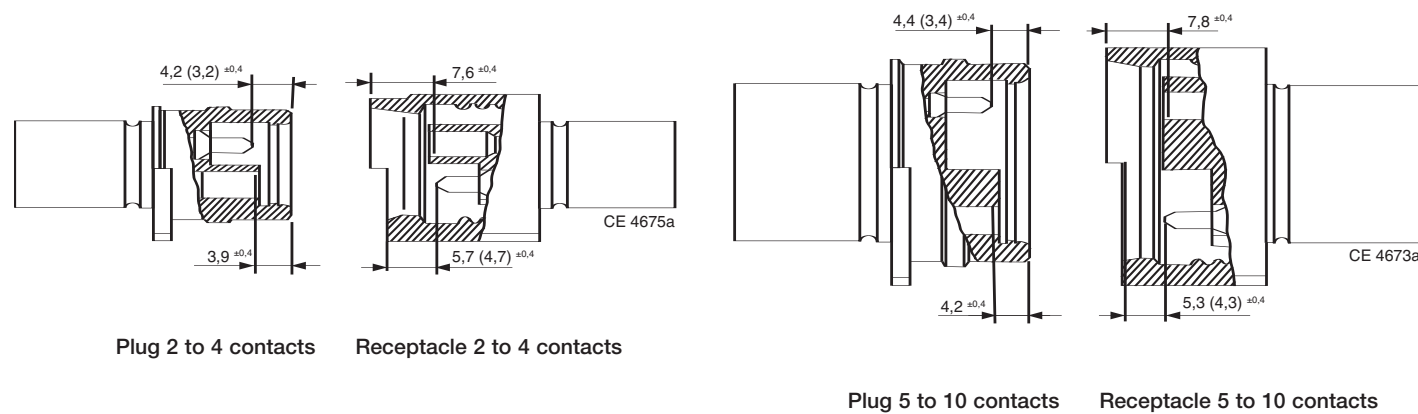 4,2 (3,2) ±0,4
7,6 ±0,4
CE 4675a
3,9 ±0,4
5,7 (4,7) ±0,4
Plug 2 to 4 contacts
Receptacle 2 to 4 contacts
4,4 (3,4) ±0,4
7,8 ±0,4
CE 4673a
4,2 ±0,4
5,3 (4,3) ±0,4
Plug 5 to 10 contacts
Receptacle 5 to 10 contacts